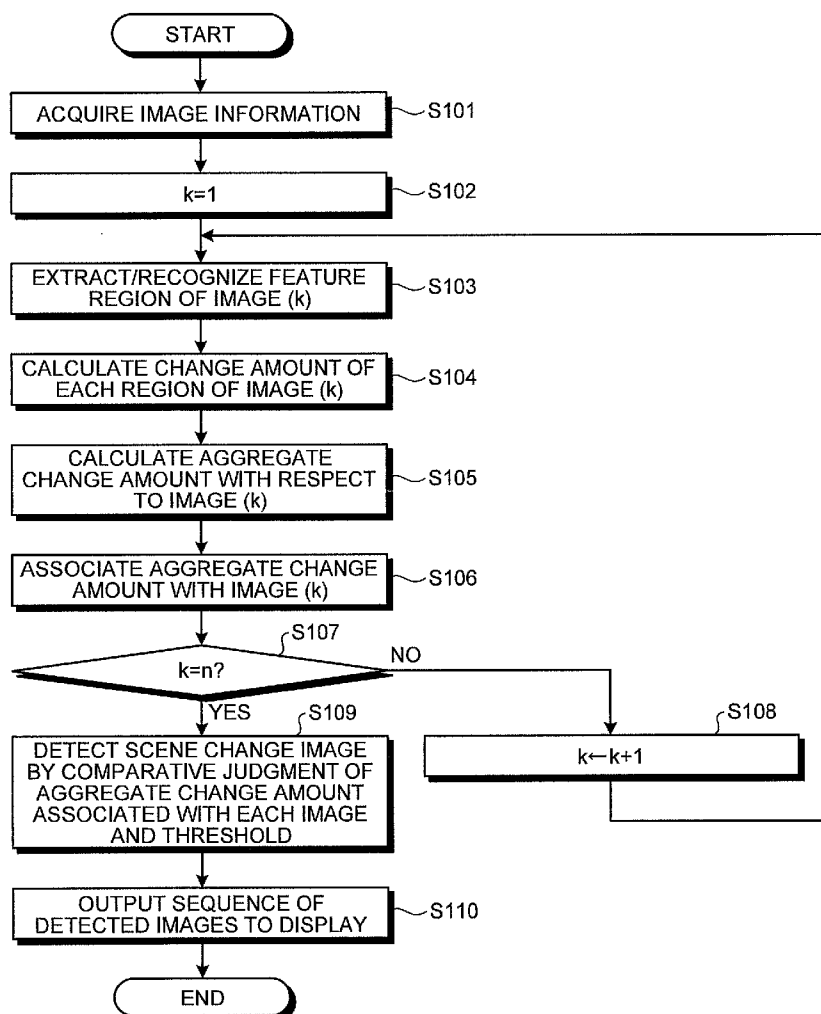 START
ACQUIRE IMAGE INFORMATION
S101
k=1
S102
EXTRACT/RECOGNIZE FEATURE
REGION OF IMAGE (k)
S103
CALCULATE CHANGE AMOUNT OF
EACH REGION OF IMAGE (k)
S104
CALCULATE AGGREGATE
CHANGE AMOUNT WITH RESPECT
TO IMAGE (k)
S105
ASSOCIATE AGGREGATE CHANGE
AMOUNT WITH IMAGE (k)
S106
S107
k=n?
NO
YES
S109
DETECT SCENE CHANGE IMAGE
BY COMPARATIVE JUDGMENT OF
AGGREGATE CHANGE AMOUNT
ASSOCIATED WITH EACH IMAGE
AND THRESHOLD
S108
k←k+1
OUTPUT SEQUENCE OF
DETECTED IMAGES TO DISPLAY
S110
END